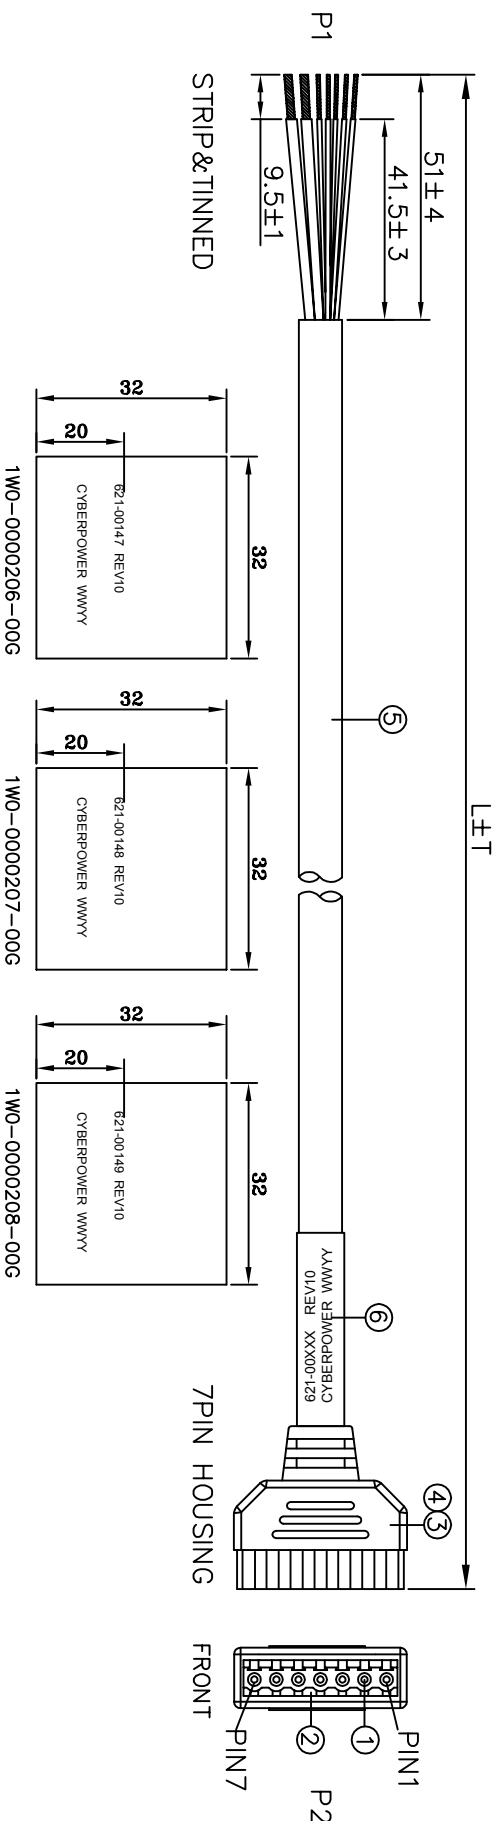 L±T
51±4
41.5±3
9.5±1
P1
STRIP&TINNED
5
6
CYBERPOWER WWYY
621-00XXX REV10
4 3
7PIN HOUSING
PIN1
1
2
PIN7
P2
FRONT
32
32
20
621-00147 REV10
CYBERPOWER WWYY
1W0-0000206-00G
32
32
20
621-00148 REV10
CYBERPOWER WWYY
1W0-0000207-00G
32
32
20
621-00149 REV10
CYBERPOWER WWYY
1W0-0000208-00G